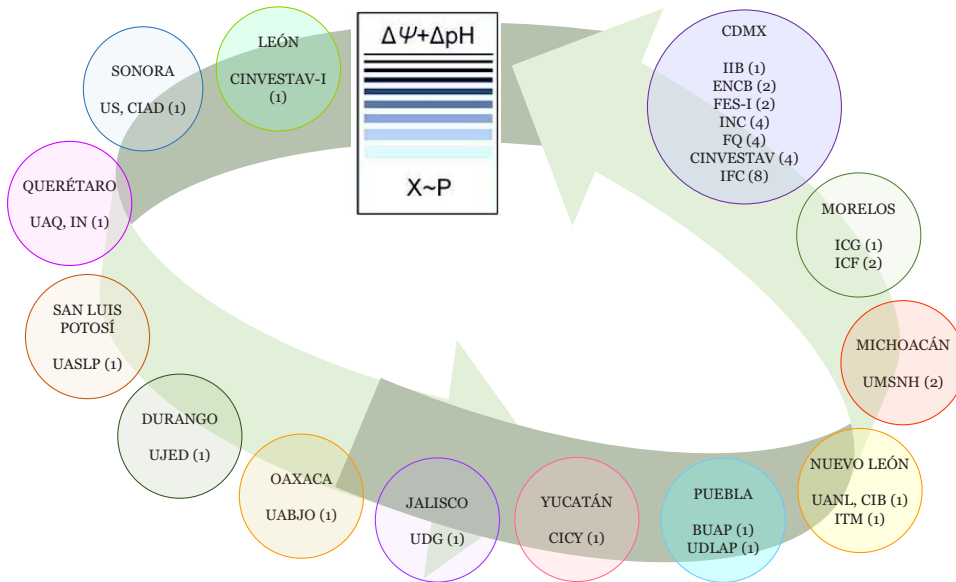 ΔΨ+ΔpH
X~P
LEÓN
CINVESTAV-I
(1)
SONORA
US, CIAD (1)
QUERÉTARO
UAQ, IN (1)
SAN LUIS
POTOSÍ
UASLP (1)
DURANGO
UJED (1)
OAXACA
UABJO (1)
JALISCO
UDG (1)
YUCATÁN
CICY (1)
PUEBLA
BUAP (1)
UDLAP (1)
NUEVO LEÓN
UANL, CIB (1)
ITM (1)
MICHOACÁN
UMSNH (2)
MORELOS
ICG (1)
ICF (2)
CDMX
IIB (1)
ENCB (2)
FES-I (2)
INC (4)
FQ (4)
CINVESTAV (4)
IFC (8)